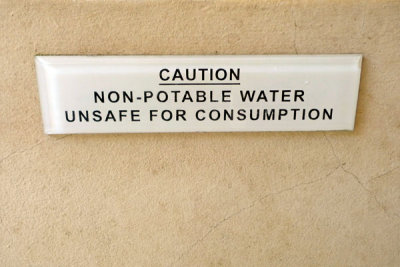 CAUTION
NON-POTABLE WATER
UNSAFE FOR CONSUMPTION